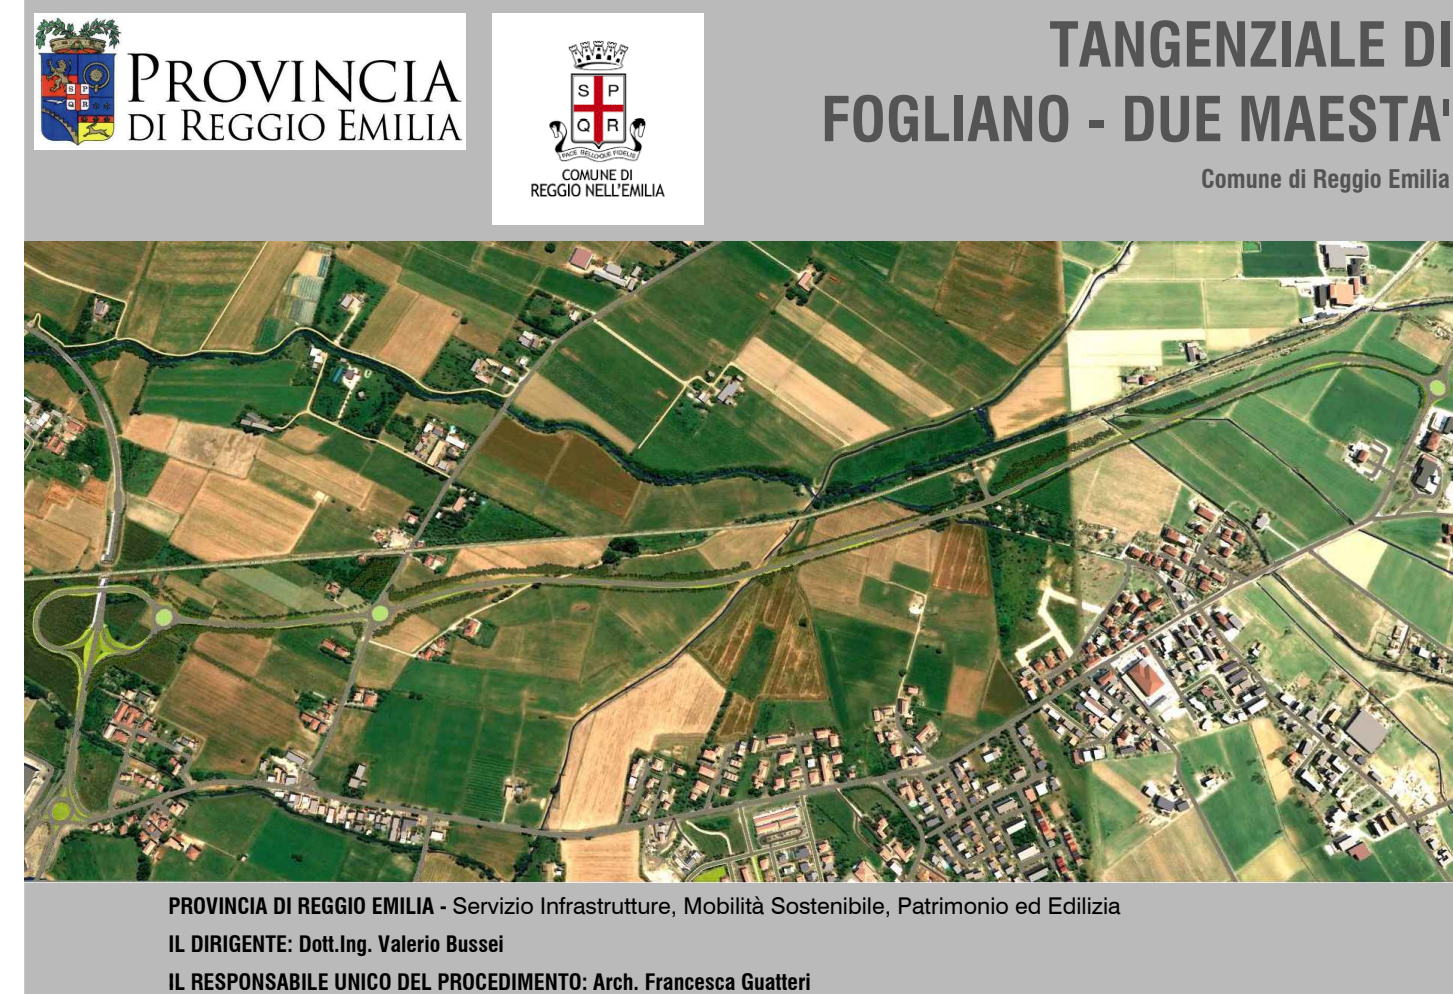 PROVINCIA
DI REGGIO EMILIA
S P
Q R
S P
Q R
PACE BELLOQUE FIDELIS
COMUNE DI
REGGIO NELL'EMILIA
TANGENZIALE DI
FOGLIANO - DUE MAESTA'
Comune di Reggio Emilia
PROVINCIA DI REGGIO EMILIA - Servizio Infrastrutture, Mobilità Sostenibile, Patrimonio ed Edilizia
IL DIRIGENTE: Dott.Ing. Valerio Bussei
IL RESPONSABILE UNICO DEL PROCEDIMENTO: Arch. Francesca Guatteri